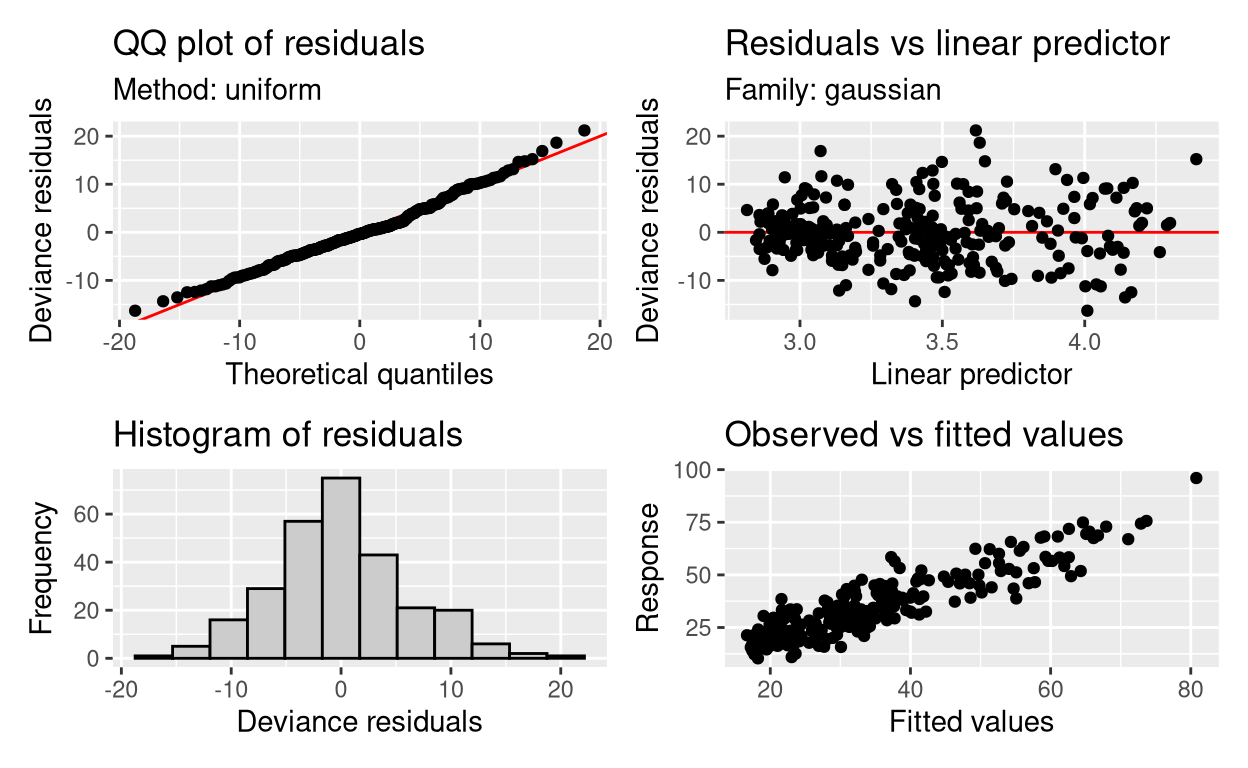 QQ plot of residuals
Method: uniform
Deviance residuals
20
10
0
-10
-20
-10
0
10
20
Theoretical quantiles
Residuals vs linear predictor
Family: gaussian
Deviance residuals
20
10
0
-10
3.0
3.5
4.0
Linear predictor
Histogram of residuals
Frequency
60
40
20
0
-20
-10
0
10
20
Deviance residuals
Observed vs fitted values
Response
100
75
50
25
20
40
60
80
Fitted values